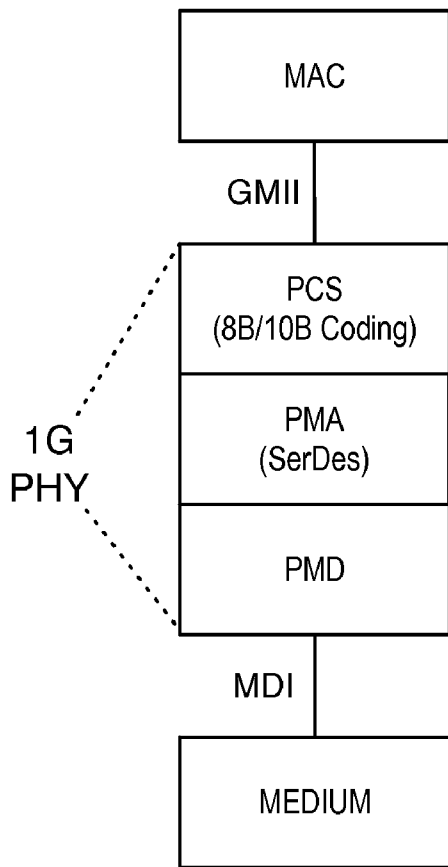 MAC
GMII
PCS
(8B/10B Coding)
PMA
(SerDes)
1G
PHY
PMD
MDI
MEDIUM